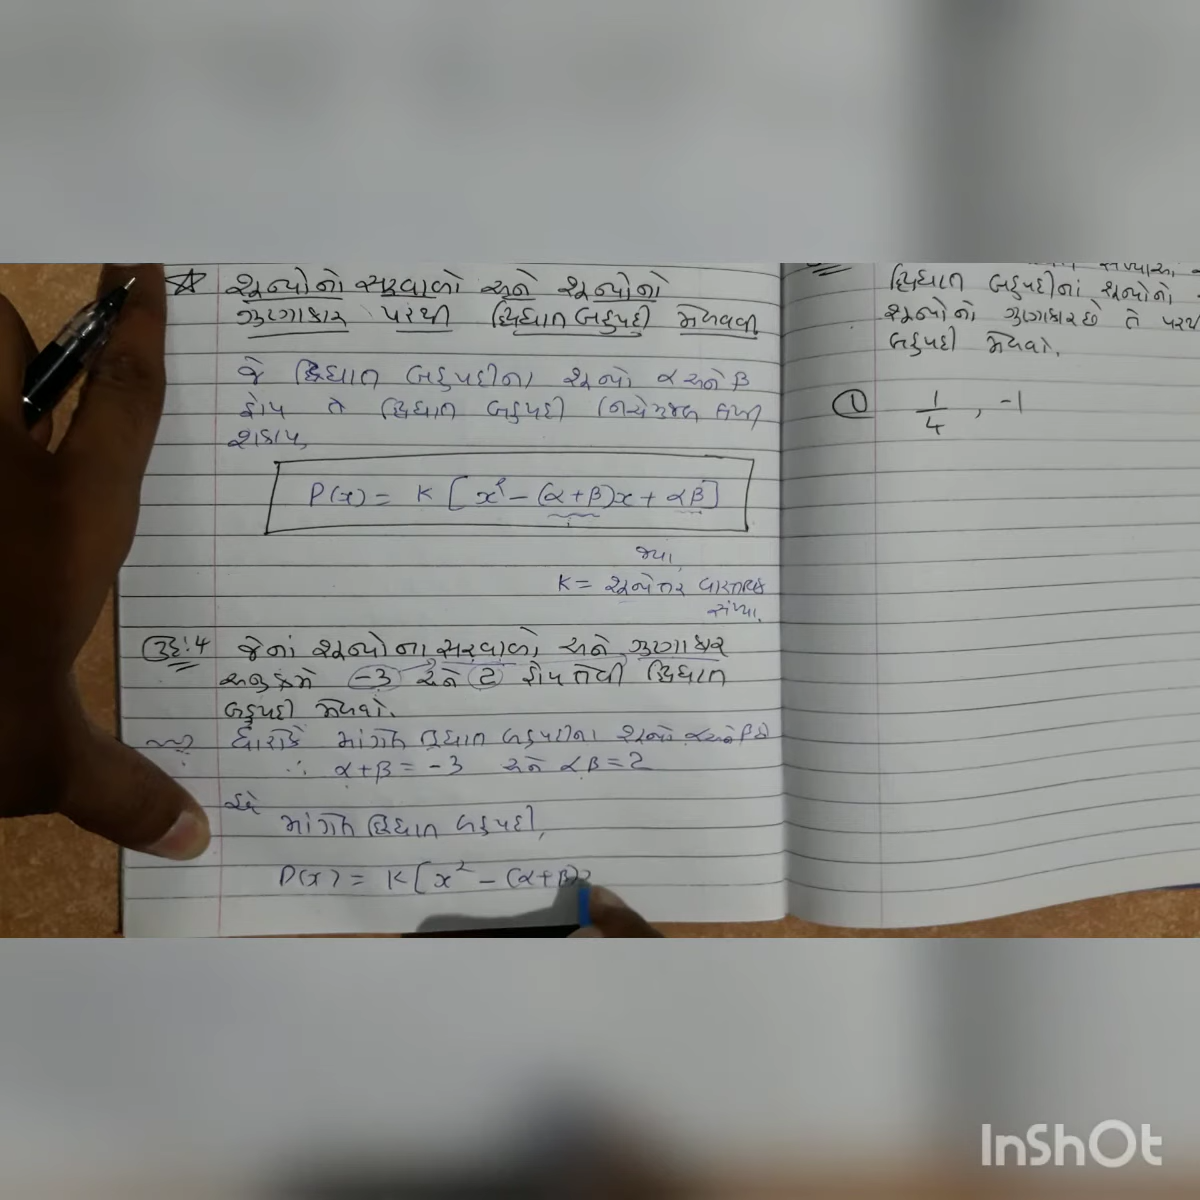 શૂન્યોનો સરવાળો અને શૂન્યોનો
ગુણાકાર પરથી દ્વિઘાત બહુપદી મેળવવી
જે દ્વિઘાત બહુપદીના શૂન્યો α અને β
હોય તે દ્વિઘાત બહુપદી નીચે મુજબ લખી
શકાય,
P(x) = K [ x² - (α+β)x + αβ ]
જ્યાં,
K = શૂન્યેતર વાસ્તવિક
સંખ્યા.
ઉદા:4 જેનાં શૂન્યોના સરવાળો અને ગુણાકાર
અનુક્રમે -3 અને 2 હોય તેવી દ્વિઘાત
બહુપદી મેળવો.
ધારોકે માંગેલ દ્વિઘાત બહુપદીના શૂન્યો α અને β છે
∴ α+β = -3 અને αβ = 2
હવે
માંગેલ દ્વિઘાત બહુપદી,
P(x) = K [ x² - (α+β)
દ્વિઘાત બહુપદીનાં શૂન્યોનો
શૂન્યોનો ગુણાકાર છે તે પરથી
બહુપદી મેળવો.
① 1/4 , -1
InShOt